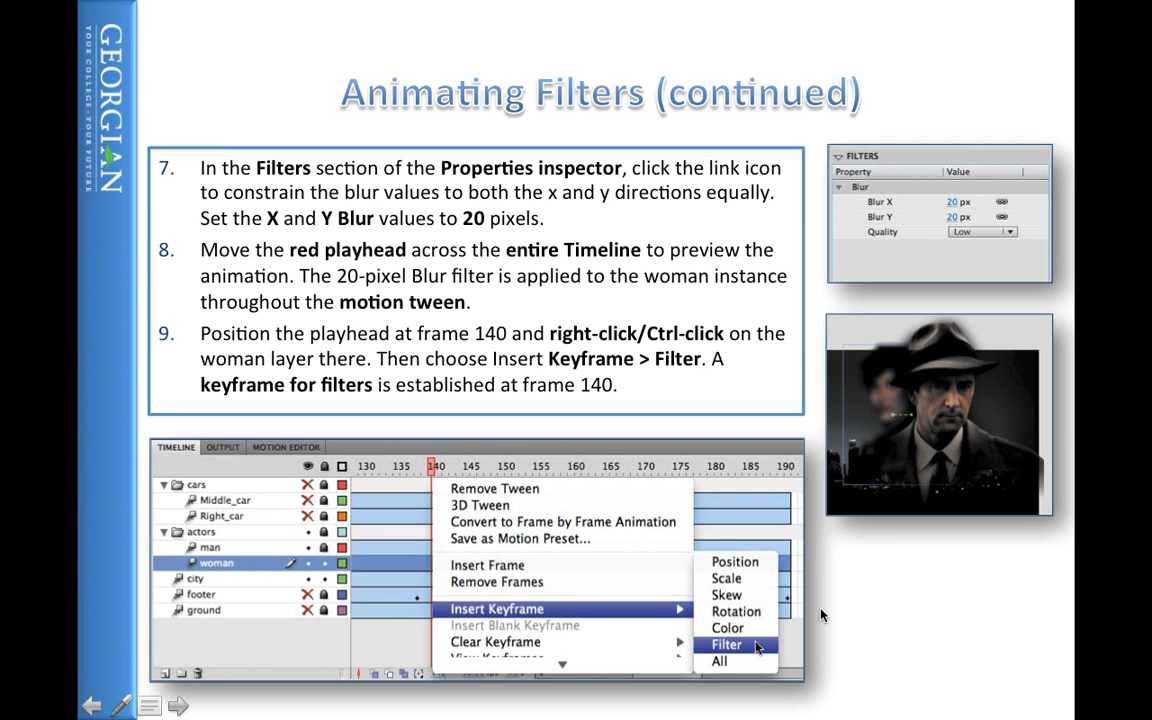 GEORGIAN
YOUR COLLEGE · YOUR FUTURE
Animating Filters (continued)
7. In the Filters section of the Properties inspector, click the link icon
to constrain the blur values to both the x and y directions equally.
Set the X and Y Blur values to 20 pixels.
8. Move the red playhead across the entire Timeline to preview the
animation. The 20-pixel Blur filter is applied to the woman instance
throughout the motion tween.
9. Position the playhead at frame 140 and right-click/Ctrl-click on the
woman layer there. Then choose Insert Keyframe > Filter. A
keyframe for filters is established at frame 140.
FILTERS
Property Value
Blur
Blur X 20 px
Blur Y 20 px
Quality Low
TIMELINE OUTPUT MOTION EDITOR
130 135 140 145 150 155 160 165 170 175 180 185 190
cars
Middle_car
Right_car
actors
man
woman
city
footer
ground
Remove Tween
3D Tween
Convert to Frame by Frame Animation
Save as Motion Preset...
Insert Frame
Remove Frames
Insert Keyframe
Insert Blank Keyframe
Clear Keyframe
Position
Scale
Skew
Rotation
Color
Filter
All